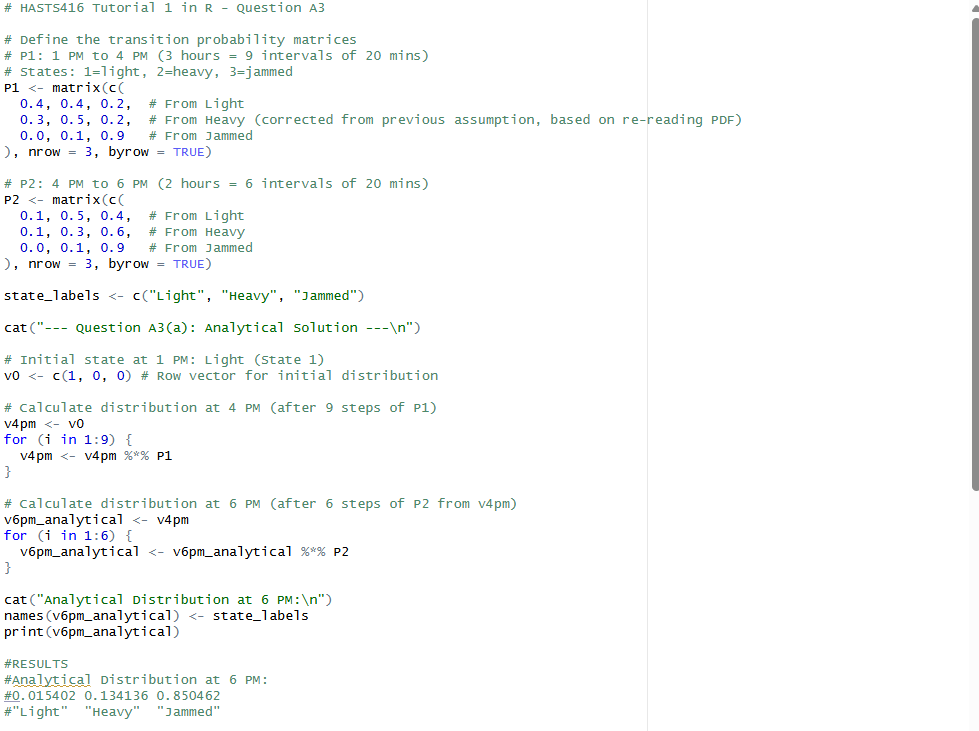 # HASTS416 Tutorial 1 in R - Question A3
# Define the transition probability matrices
# P1: 1 PM to 4 PM (3 hours = 9 intervals of 20 mins)
# States: 1=light, 2=heavy, 3=jammed
P1 <- matrix(c(
  0.4, 0.4, 0.2,  # From Light
  0.3, 0.5, 0.2,  # From Heavy (corrected from previous assumption, based on re-reading PDF)
  0.0, 0.1, 0.9   # From Jammed
), nrow = 3, byrow = TRUE)
# P2: 4 PM to 6 PM (2 hours = 6 intervals of 20 mins)
P2 <- matrix(c(
  0.1, 0.5, 0.4,  # From Light
  0.1, 0.3, 0.6,  # From Heavy
  0.0, 0.1, 0.9   # From Jammed
), nrow = 3, byrow = TRUE)
state_labels <- c("Light", "Heavy", "Jammed")
cat("--- Question A3(a): Analytical Solution ---\n")
# Initial state at 1 PM: Light (State 1)
v0 <- c(1, 0, 0) # Row vector for initial distribution
# Calculate distribution at 4 PM (after 9 steps of P1)
v4pm <- v0
for (i in 1:9) {
  v4pm <- v4pm %*% P1
}
# Calculate distribution at 6 PM (after 6 steps of P2 from v4pm)
v6pm_analytical <- v4pm
for (i in 1:6) {
  v6pm_analytical <- v6pm_analytical %*% P2
}
cat("Analytical Distribution at 6 PM:\n")
names(v6pm_analytical) <- state_labels
print(v6pm_analytical)
#RESULTS
#Analytical Distribution at 6 PM:
#0.015402 0.134136 0.850462
#"Light"  "Heavy"  "Jammed"